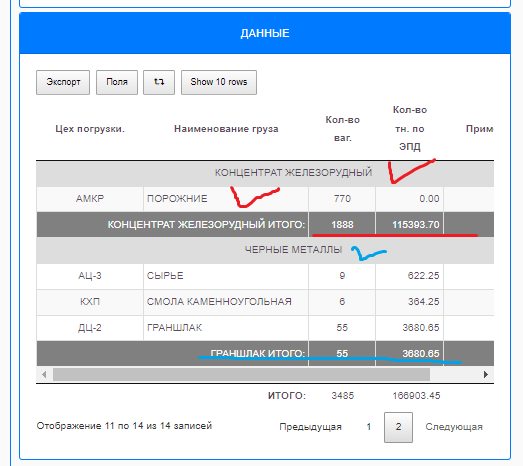 ДАННЫЕ
Экспорт Поля Show 10 rows
Цех погрузки. Наименование груза Кол-во ваг. Кол-во тн. по ЭПД Прим
КОНЦЕНТРАТ ЖЕЛЕЗОРУДНЫЙ
АМКР ПОРОЖНИЕ 770 0.00
КОНЦЕНТРАТ ЖЕЛЕЗОРУДНЫЙ ИТОГО: 1888 115393.70
ЧЕРНЫЕ МЕТАЛЛЫ
АЦ-3 СЫРЬЕ 9 622.25
КХП СМОЛА КАМЕННОУГОЛЬНАЯ 6 364.25
ДЦ-2 ГРАНШЛАК 55 3680.65
ГРАНШЛАК ИТОГО: 55 3680.65
ИТОГО: 3485 166903.45
Отображение 11 по 14 из 14 записей Предыдущая 1 2 Следующая